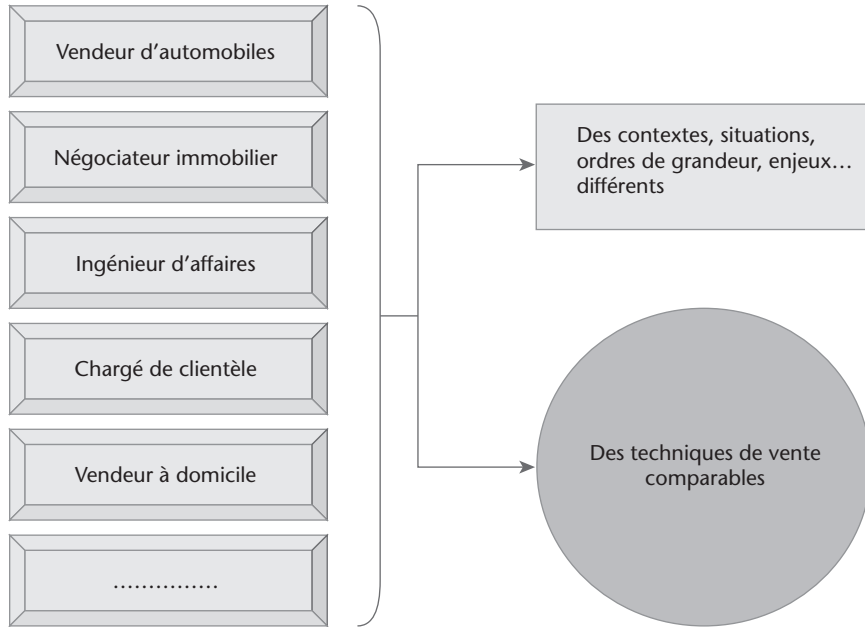 Vendeur d’automobiles
Négociateur immobilier
Ingénieur d’affaires
Chargé de clientèle
Vendeur à domicile
……………
Des contextes, situations,
ordres de grandeur, enjeux…
différents
Des techniques de vente
comparables